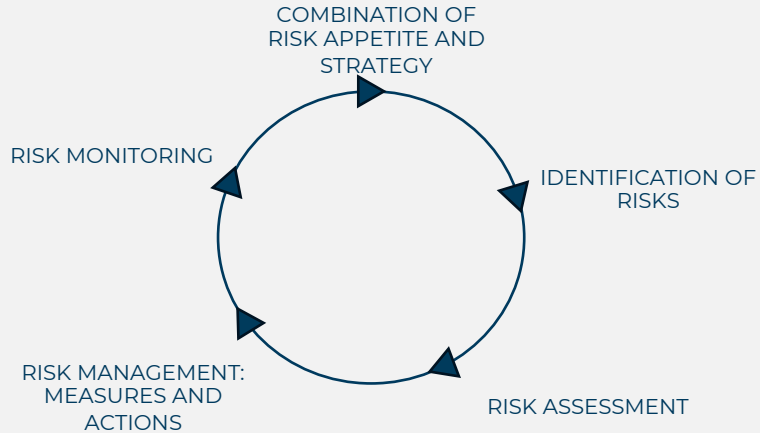 COMBINATION OF
RISK APPETITE AND
STRATEGY
RISK MONITORING
IDENTIFICATION OF
RISKS
RISK MANAGEMENT:
MEASURES AND
ACTIONS
RISK ASSESSMENT